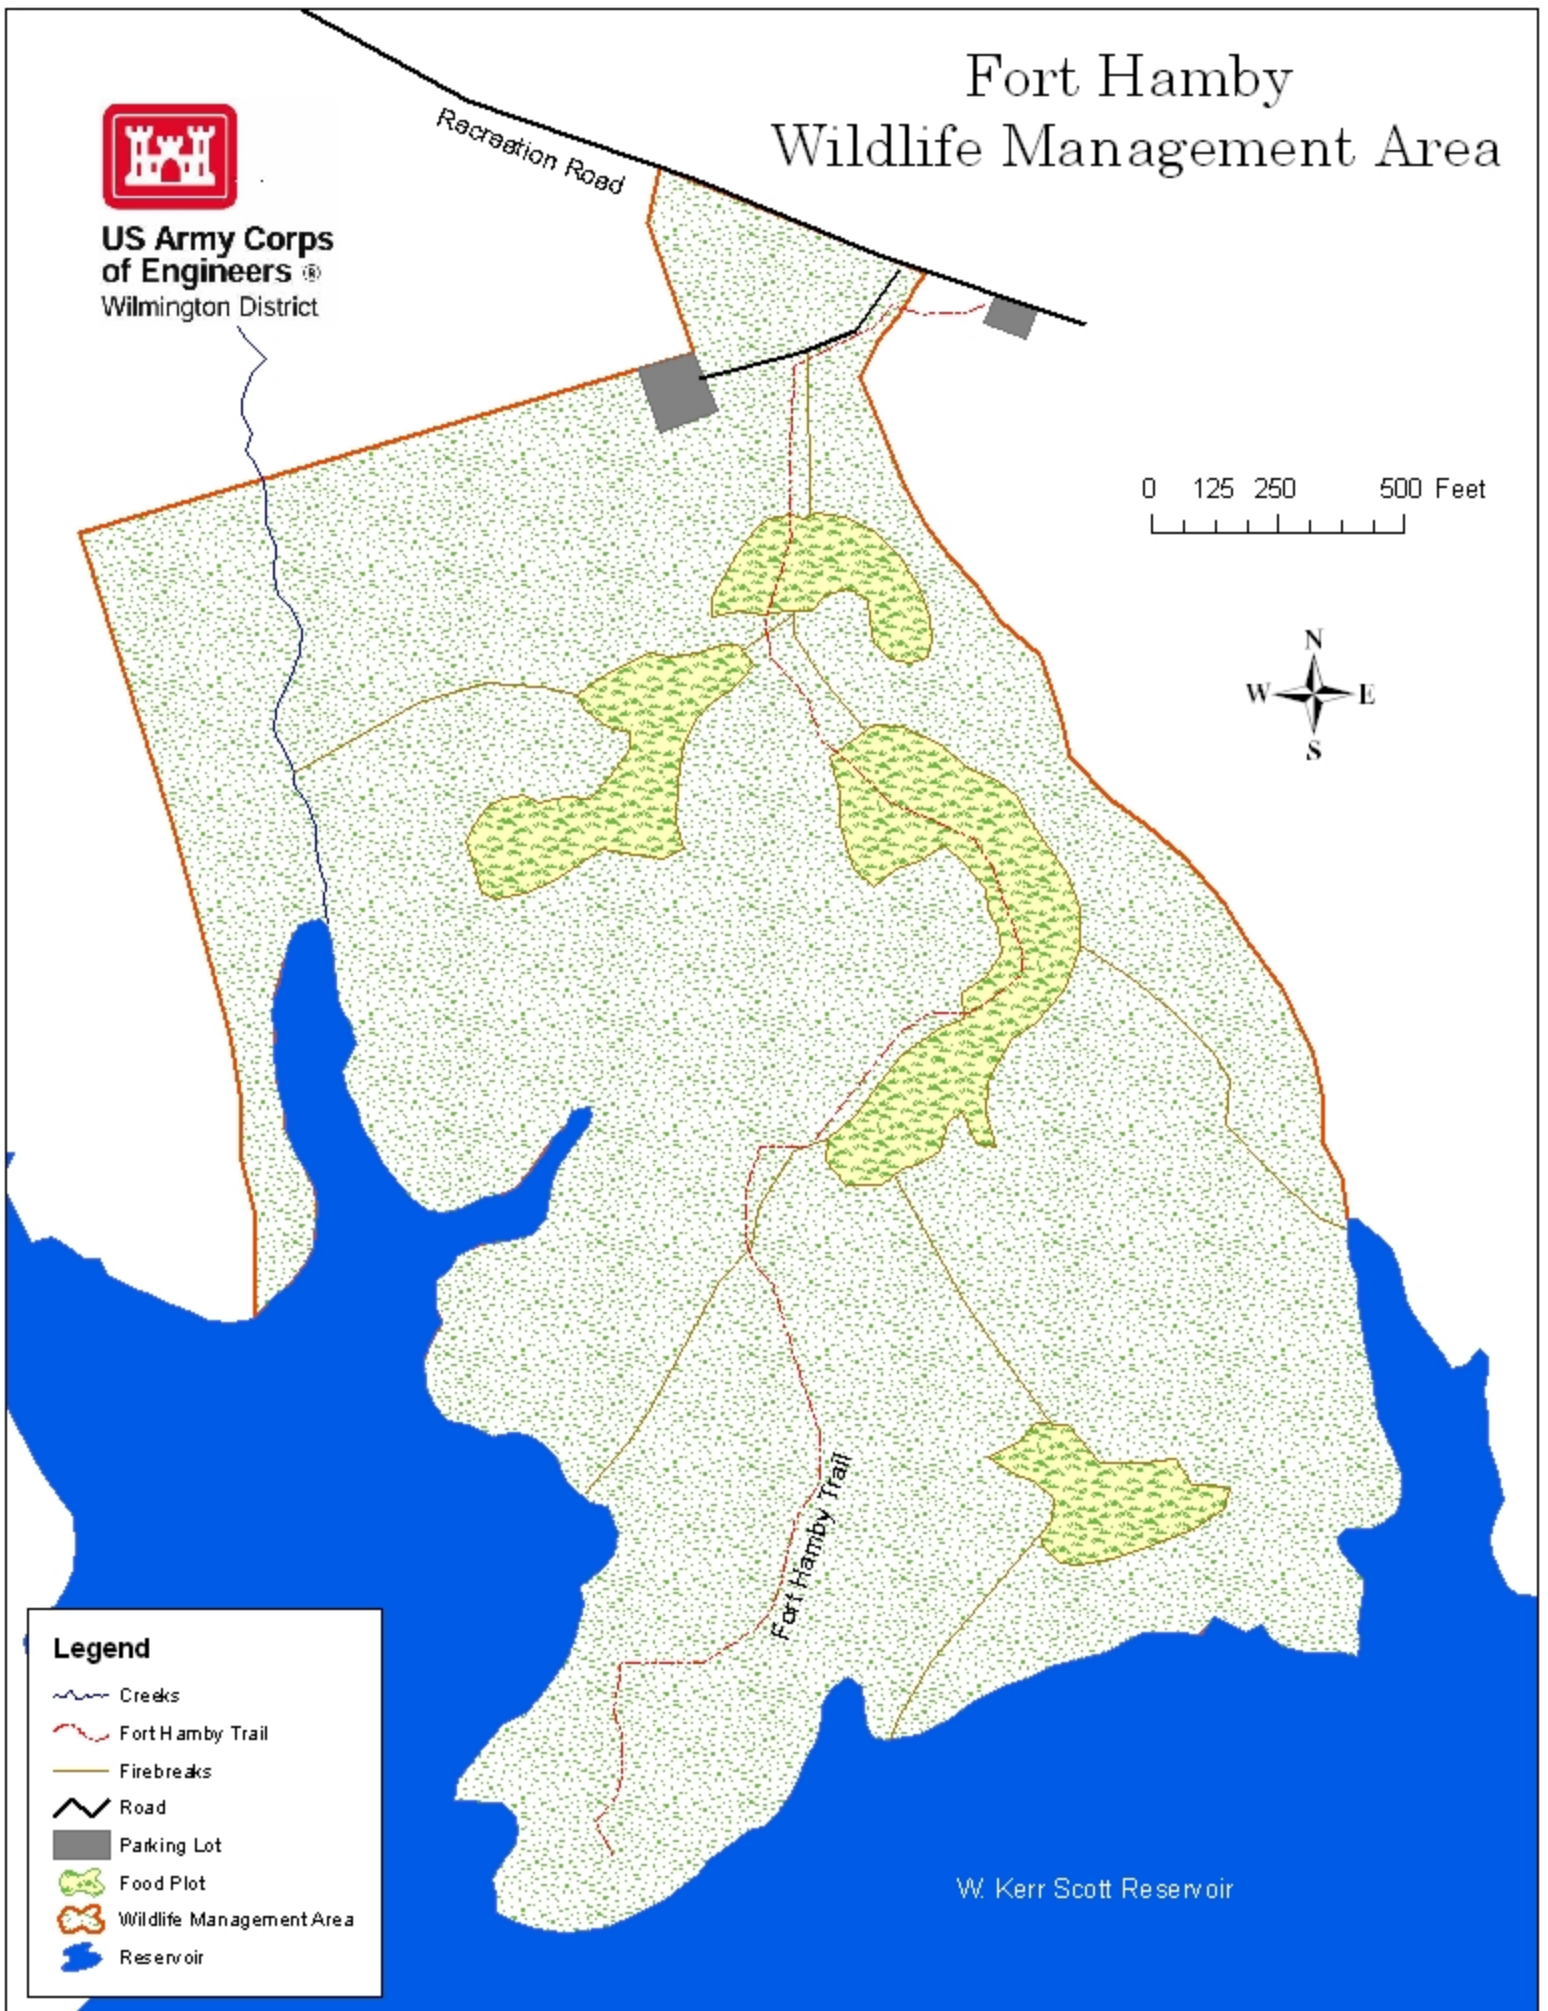 Fort Hamby
Wildlife Management Area
Recreation Road
US Army Corps
of Engineers ®
Wilmington District
0 125 250 500 Feet
N
W E
S
Fort Hamby Trail
Legend
Creeks
Fort Hamby Trail
Firebreaks
Road
Parking Lot
Food Plot
Wildlife Management Area
Reservoir
W. Kerr Scott Reservoir